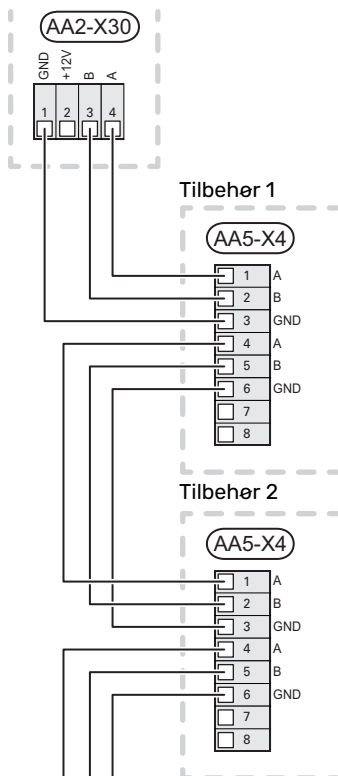 AA2-X30
GND +12V B A
1 2 3 4
Tilbehør 1
AA5-X4
1 A
2 B
3 GND
4 A
5 B
6 GND
7
8
Tilbehør 2
AA5-X4
1 A
2 B
3 GND
4 A
5 B
6 GND
7
8